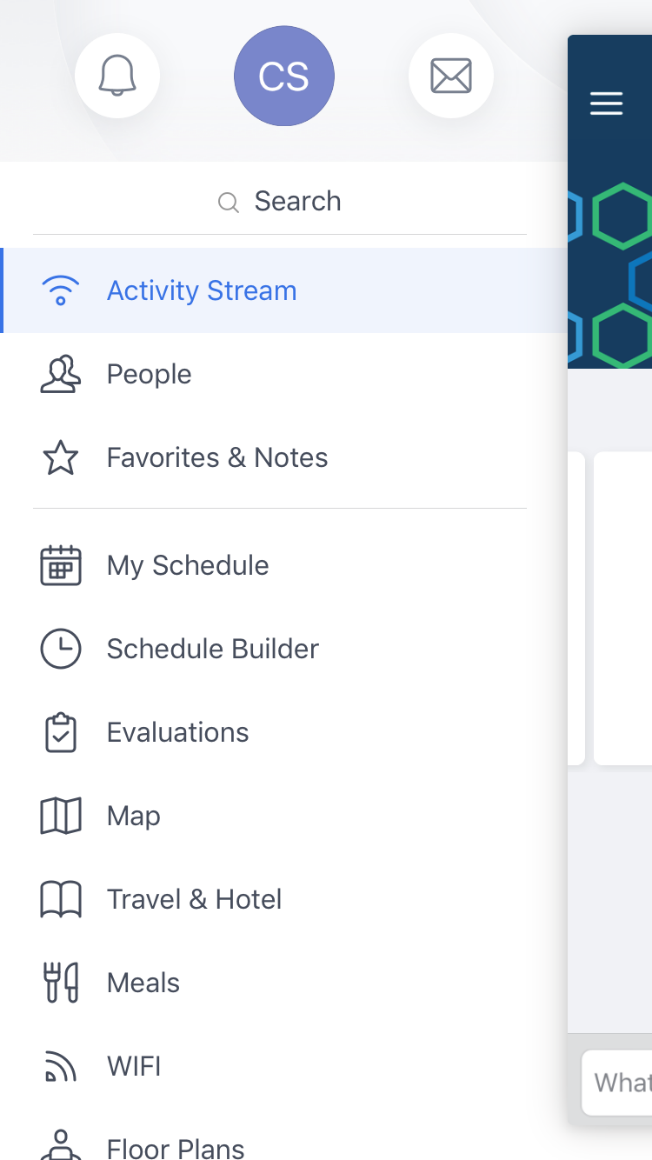 CS
Search
Activity Stream
People
Favorites & Notes
My Schedule
Schedule Builder
Evaluations
Map
Travel & Hotel
Meals
WIFI
Floor Plans
What